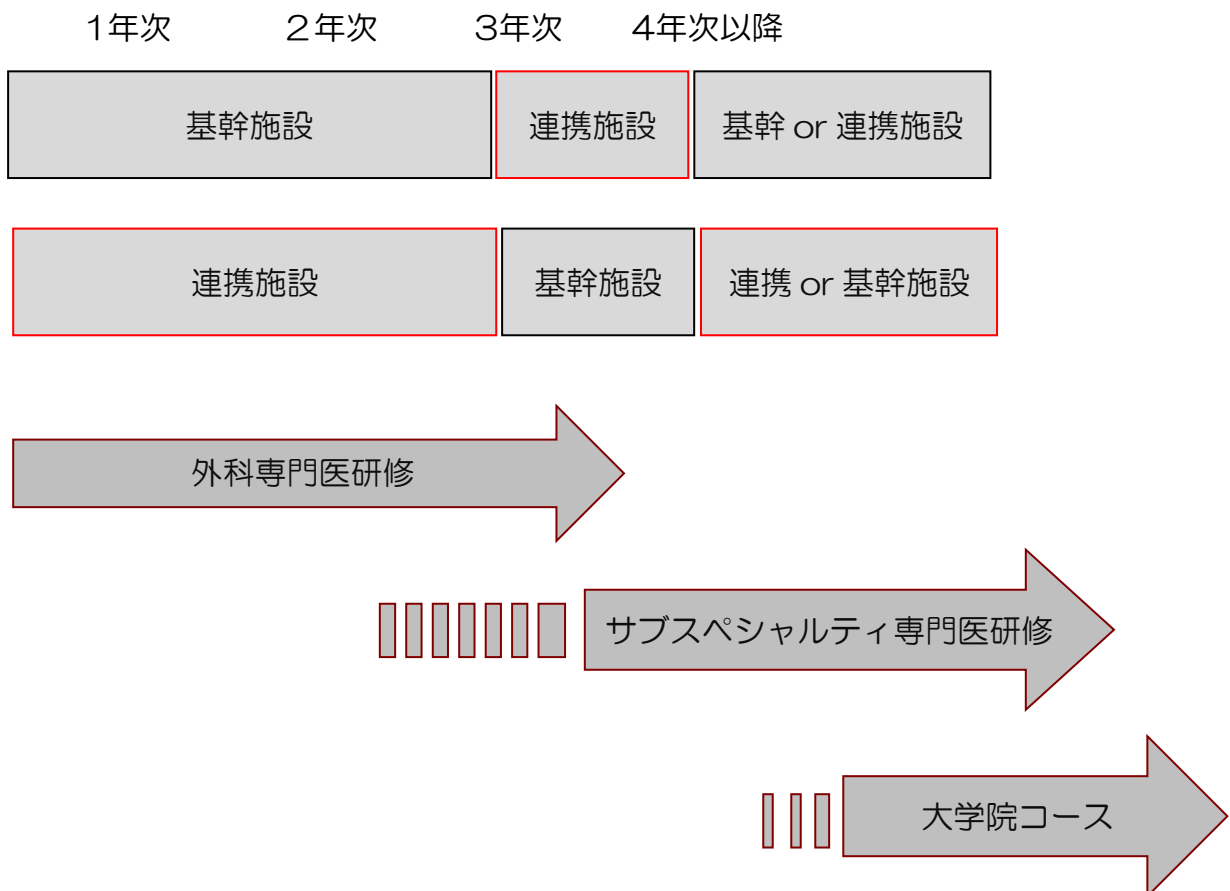 1年次 2年次 3年次 4年次以降
基幹施設 連携施設 基幹 or 連携施設
連携施設 基幹施設 連携 or 基幹施設
外科専門医研修
サブスペシャルティ専門医研修
大学院コース